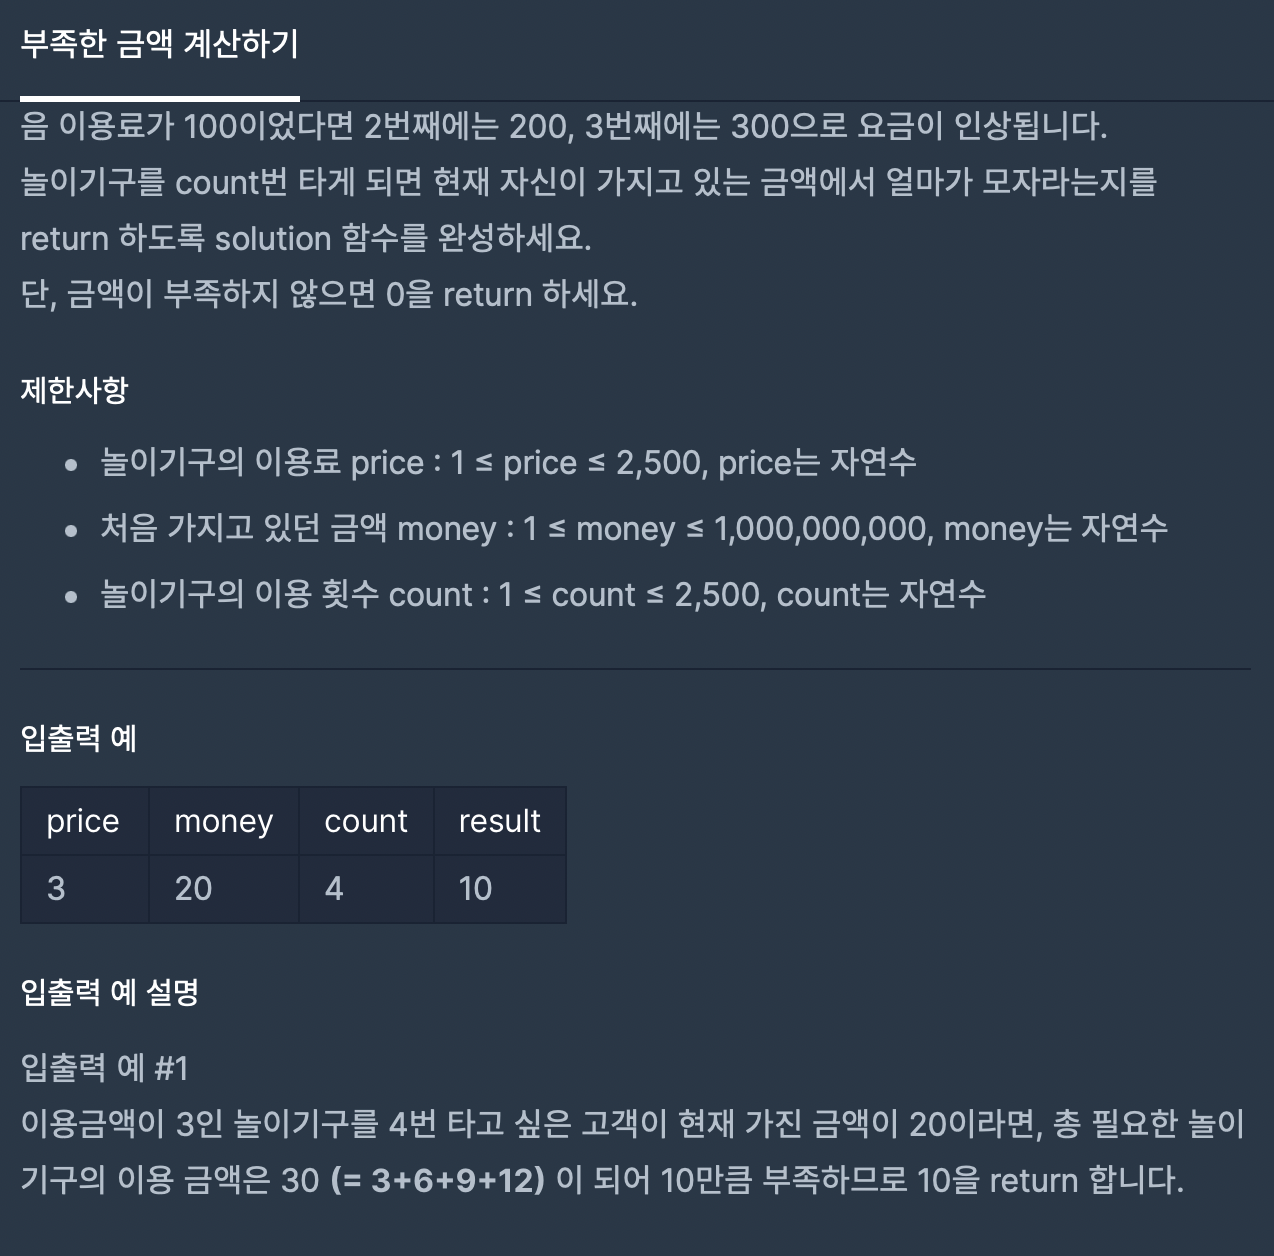 부족한 금액 계산하기
음 이용료가 100이었다면 2번째에는 200, 3번째에는 300으로 요금이 인상됩니다.
놀이기구를 count번 타게 되면 현재 자신이 가지고 있는 금액에서 얼마가 모자라는지를
return 하도록 solution 함수를 완성하세요.
단, 금액이 부족하지 않으면 0을 return 하세요.
제한사항
놀이기구의 이용료 price : 1 ≤ price ≤ 2,500, price는 자연수
처음 가지고 있던 금액 money : 1 ≤ money ≤ 1,000,000,000, money는 자연수
놀이기구의 이용 횟수 count : 1 ≤ count ≤ 2,500, count는 자연수
입출력 예
price money count result
3 20 4 10
입출력 예 설명
입출력 예 #1
이용금액이 3인 놀이기구를 4번 타고 싶은 고객이 현재 가진 금액이 20이라면, 총 필요한 놀이
기구의 이용 금액은 30 (= 3+6+9+12) 이 되어 10만큼 부족하므로 10을 return 합니다.